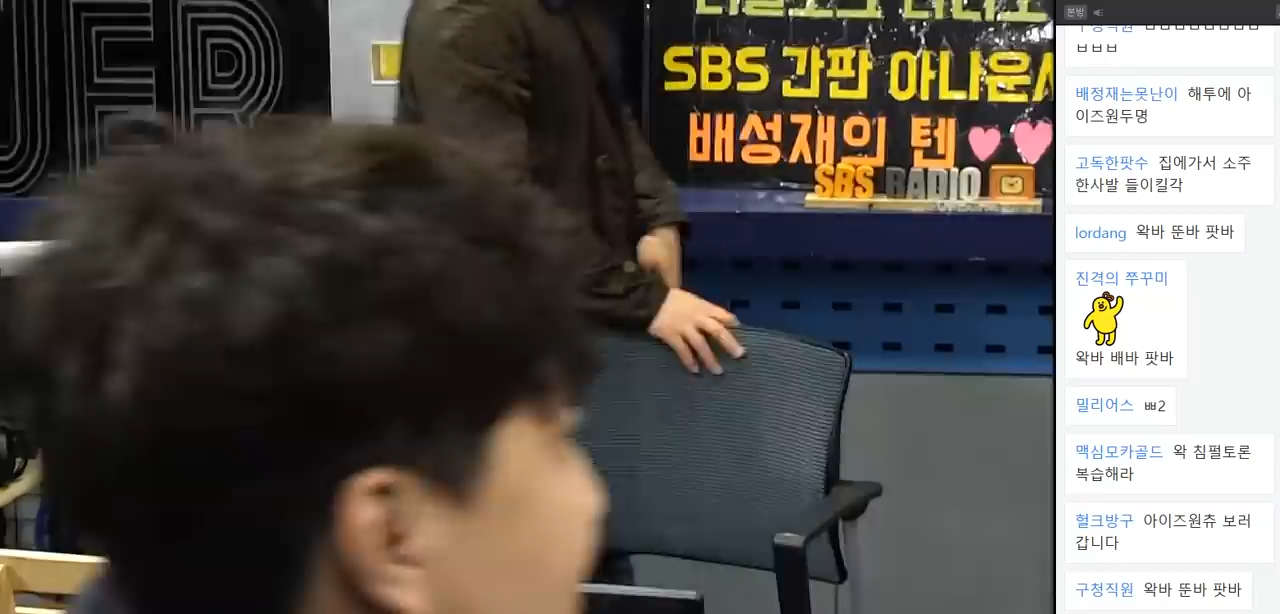 UER
SBS 간판 아나운서
배성재의 텐
SBS RADIO
본방
ㅂㅂㅂ
배정재는못난이 해투에 아
이즈원두명
고독한팟수 집에가서 소주
한사발 들이킬각
lordang 왁바 뚠바 팟바
진격의 쭈꾸미
왁바 배바 팟바
밀리어스 ㅃ2
맥심모카골드 왁 침펄토론
복습해라
헐크방구 아이즈원츄 보러
갑니다
구청직원 왁바 뚠바 팟바